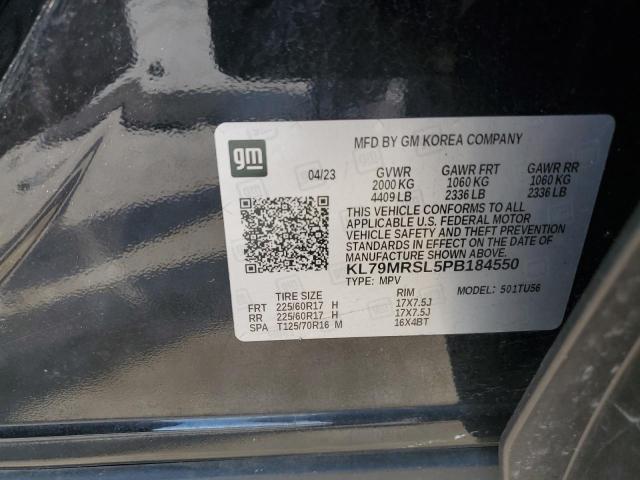 MFD BY GM KOREA COMPANY
gm
04/23 GVWR GAWR FRT GAWR RR
2000 KG 1060 KG 1060 KG
4409 LB 2336 LB 2336 LB
THIS VEHICLE CONFORMS TO ALL
APPLICABLE U.S. FEDERAL MOTOR
VEHICLE SAFETY AND THEFT PREVENTION
STANDARDS IN EFFECT ON THE DATE OF
MANUFACTURE SHOWN ABOVE.
KL79MRSL5PB184550
TYPE: MPV MODEL: 501TU56
TIRE SIZE RIM
FRT 225/60R17 H 17X7.5J
RR 225/60R17 H 17X7.5J
SPA T125/70R16 M 16X4BT